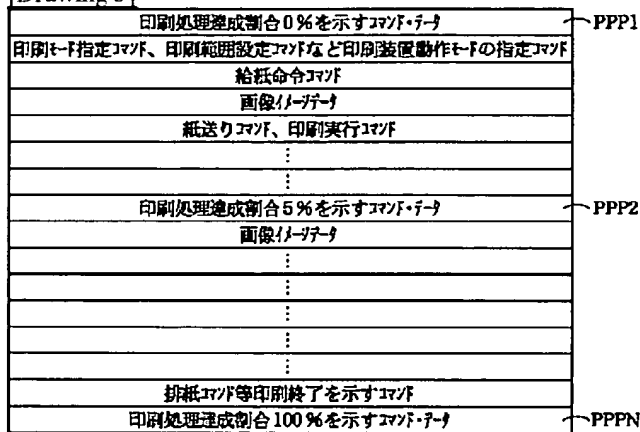 [Drawing 3]
印刷処理達成割合０％を示すｺﾏﾝﾄﾞ・ﾃﾞｰﾀ PPP1
印刷ﾓｰﾄﾞ指定ｺﾏﾝﾄﾞ、印刷範囲設定ｺﾏﾝﾄﾞなど印刷装置動作ﾓｰﾄﾞの指定ｺﾏﾝﾄﾞ
給紙命令ｺﾏﾝﾄﾞ
画像ｲﾒｰｼﾞﾃﾞｰﾀ
紙送りｺﾏﾝﾄﾞ、印刷実行ｺﾏﾝﾄﾞ
⋮
⋮
印刷処理達成割合５％を示すｺﾏﾝﾄﾞ・ﾃﾞｰﾀ PPP2
画像ｲﾒｰｼﾞﾃﾞｰﾀ
⋮
⋮
⋮
⋮
⋮
排紙ｺﾏﾝﾄﾞ等印刷終了を示すｺﾏﾝﾄﾞ
印刷処理達成割合100％を示すｺﾏﾝﾄﾞ・ﾃﾞｰﾀ PPPN